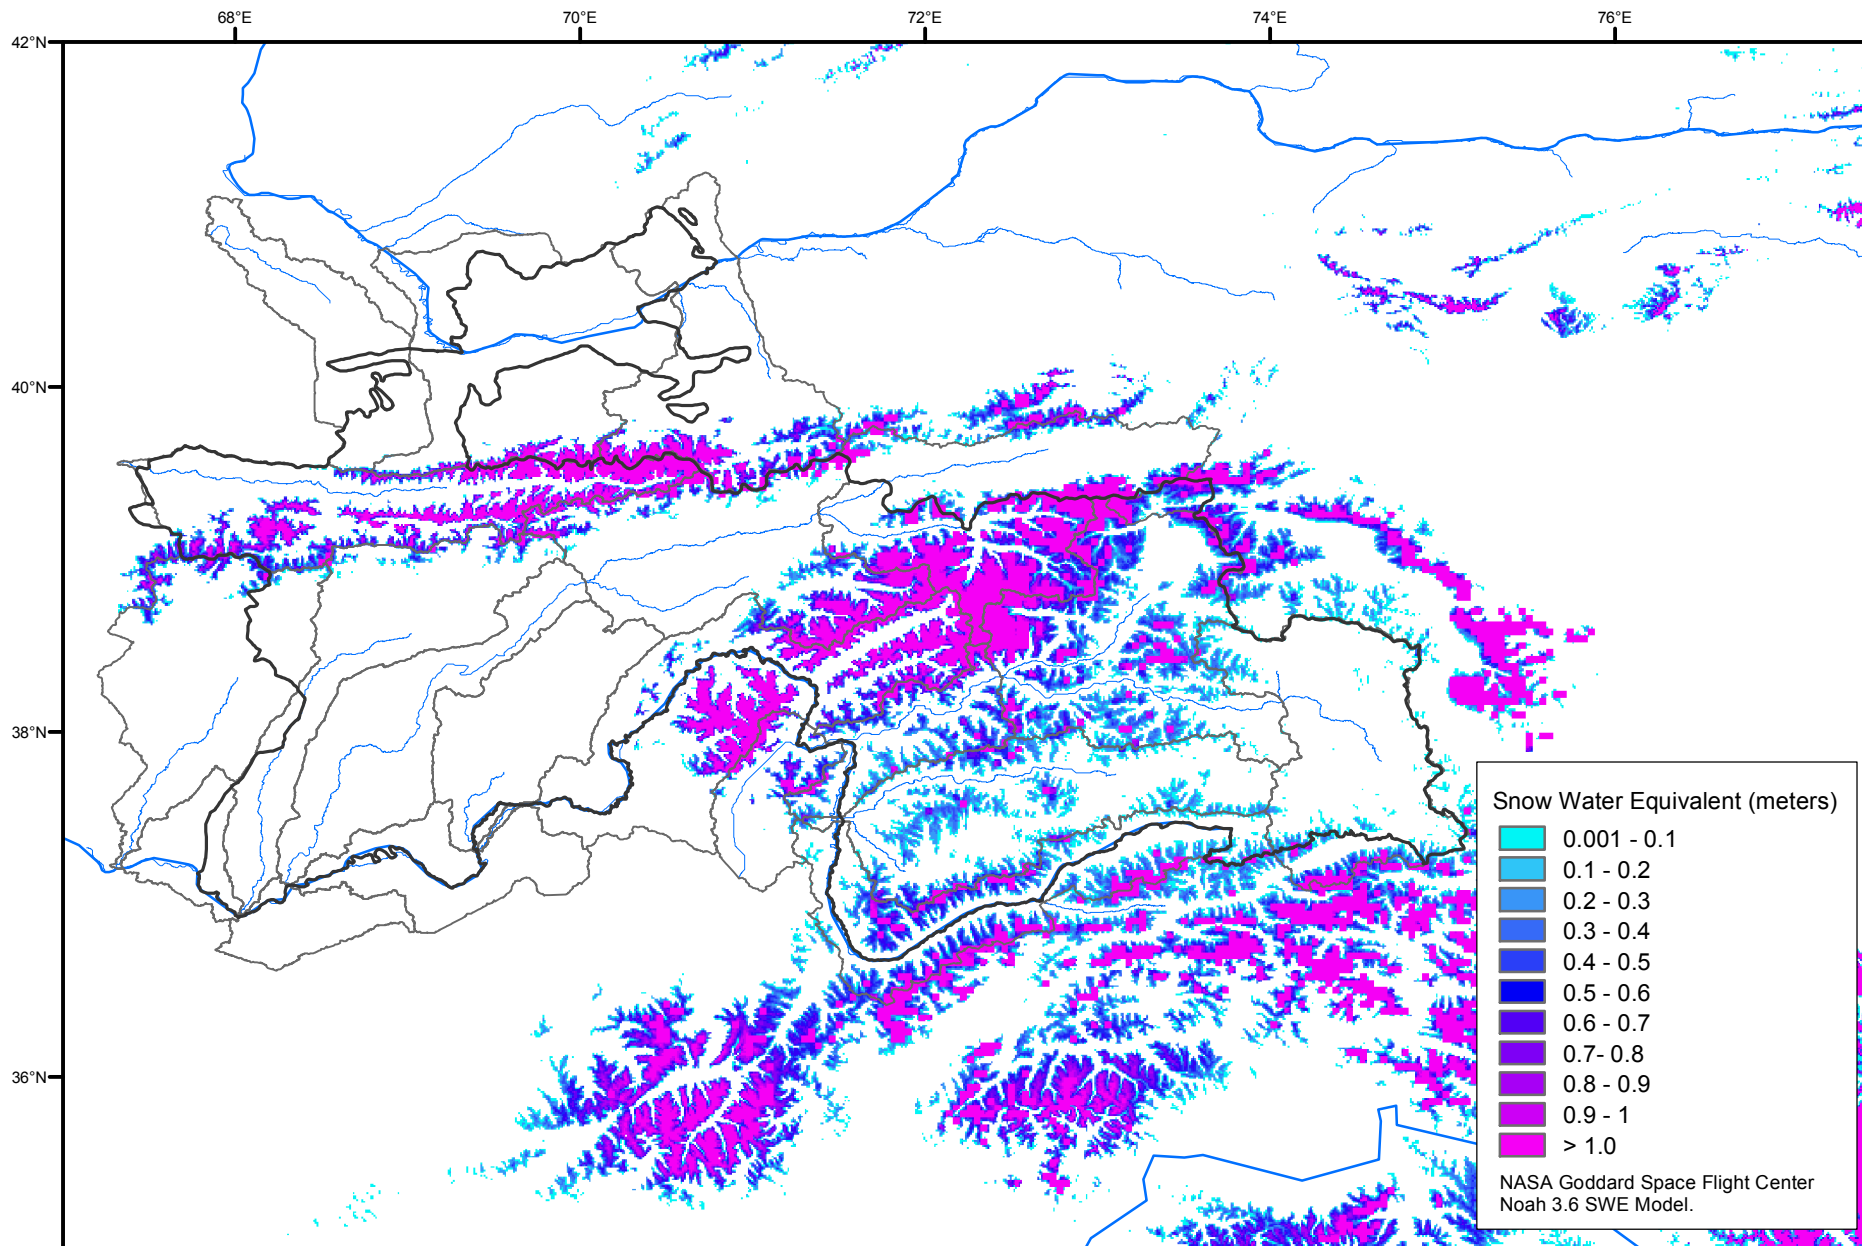 68°E
70°E
72°E
74°E
76°E
42°N
40°N
38°N
36°N
Snow Water Equivalent (meters)
0.001 - 0.1
0.1 - 0.2
0.2 - 0.3
0.3 - 0.4
0.4 - 0.5
0.5 - 0.6
0.6 - 0.7
0.7- 0.8
0.8 - 0.9
0.9 - 1
> 1.0
NASA Goddard Space Flight Center
Noah 3.6 SWE Model.